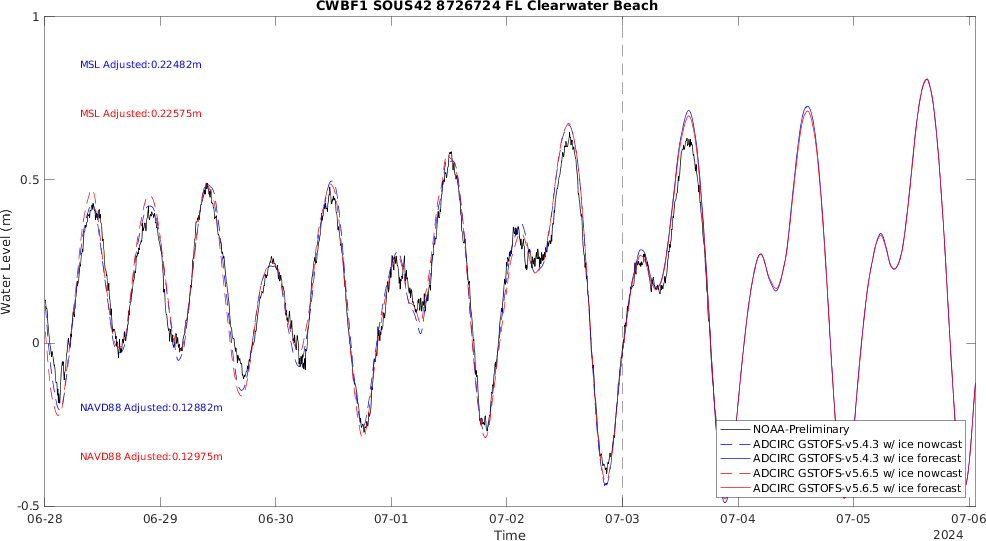 CWBF1 SOUS42 8726724 FL Clearwater Beach
1
MSL Adjusted:0.22482m
MSL Adjusted:0.22575m
0.5
Water Level (m)
0
NAVD88 Adjusted:0.12882m
NAVD88 Adjusted:0.12975m
NOAA-Preliminary
ADCIRC GSTOFS-v5.4.3 w/ ice nowcast
ADCIRC GSTOFS-v5.4.3 w/ ice forecast
ADCIRC GSTOFS-v5.6.5 w/ ice nowcast
ADCIRC GSTOFS-v5.6.5 w/ ice forecast
-0.5
06-28 06-29 06-30 07-01 07-02 07-03 07-04 07-05 07-06
Time
2024